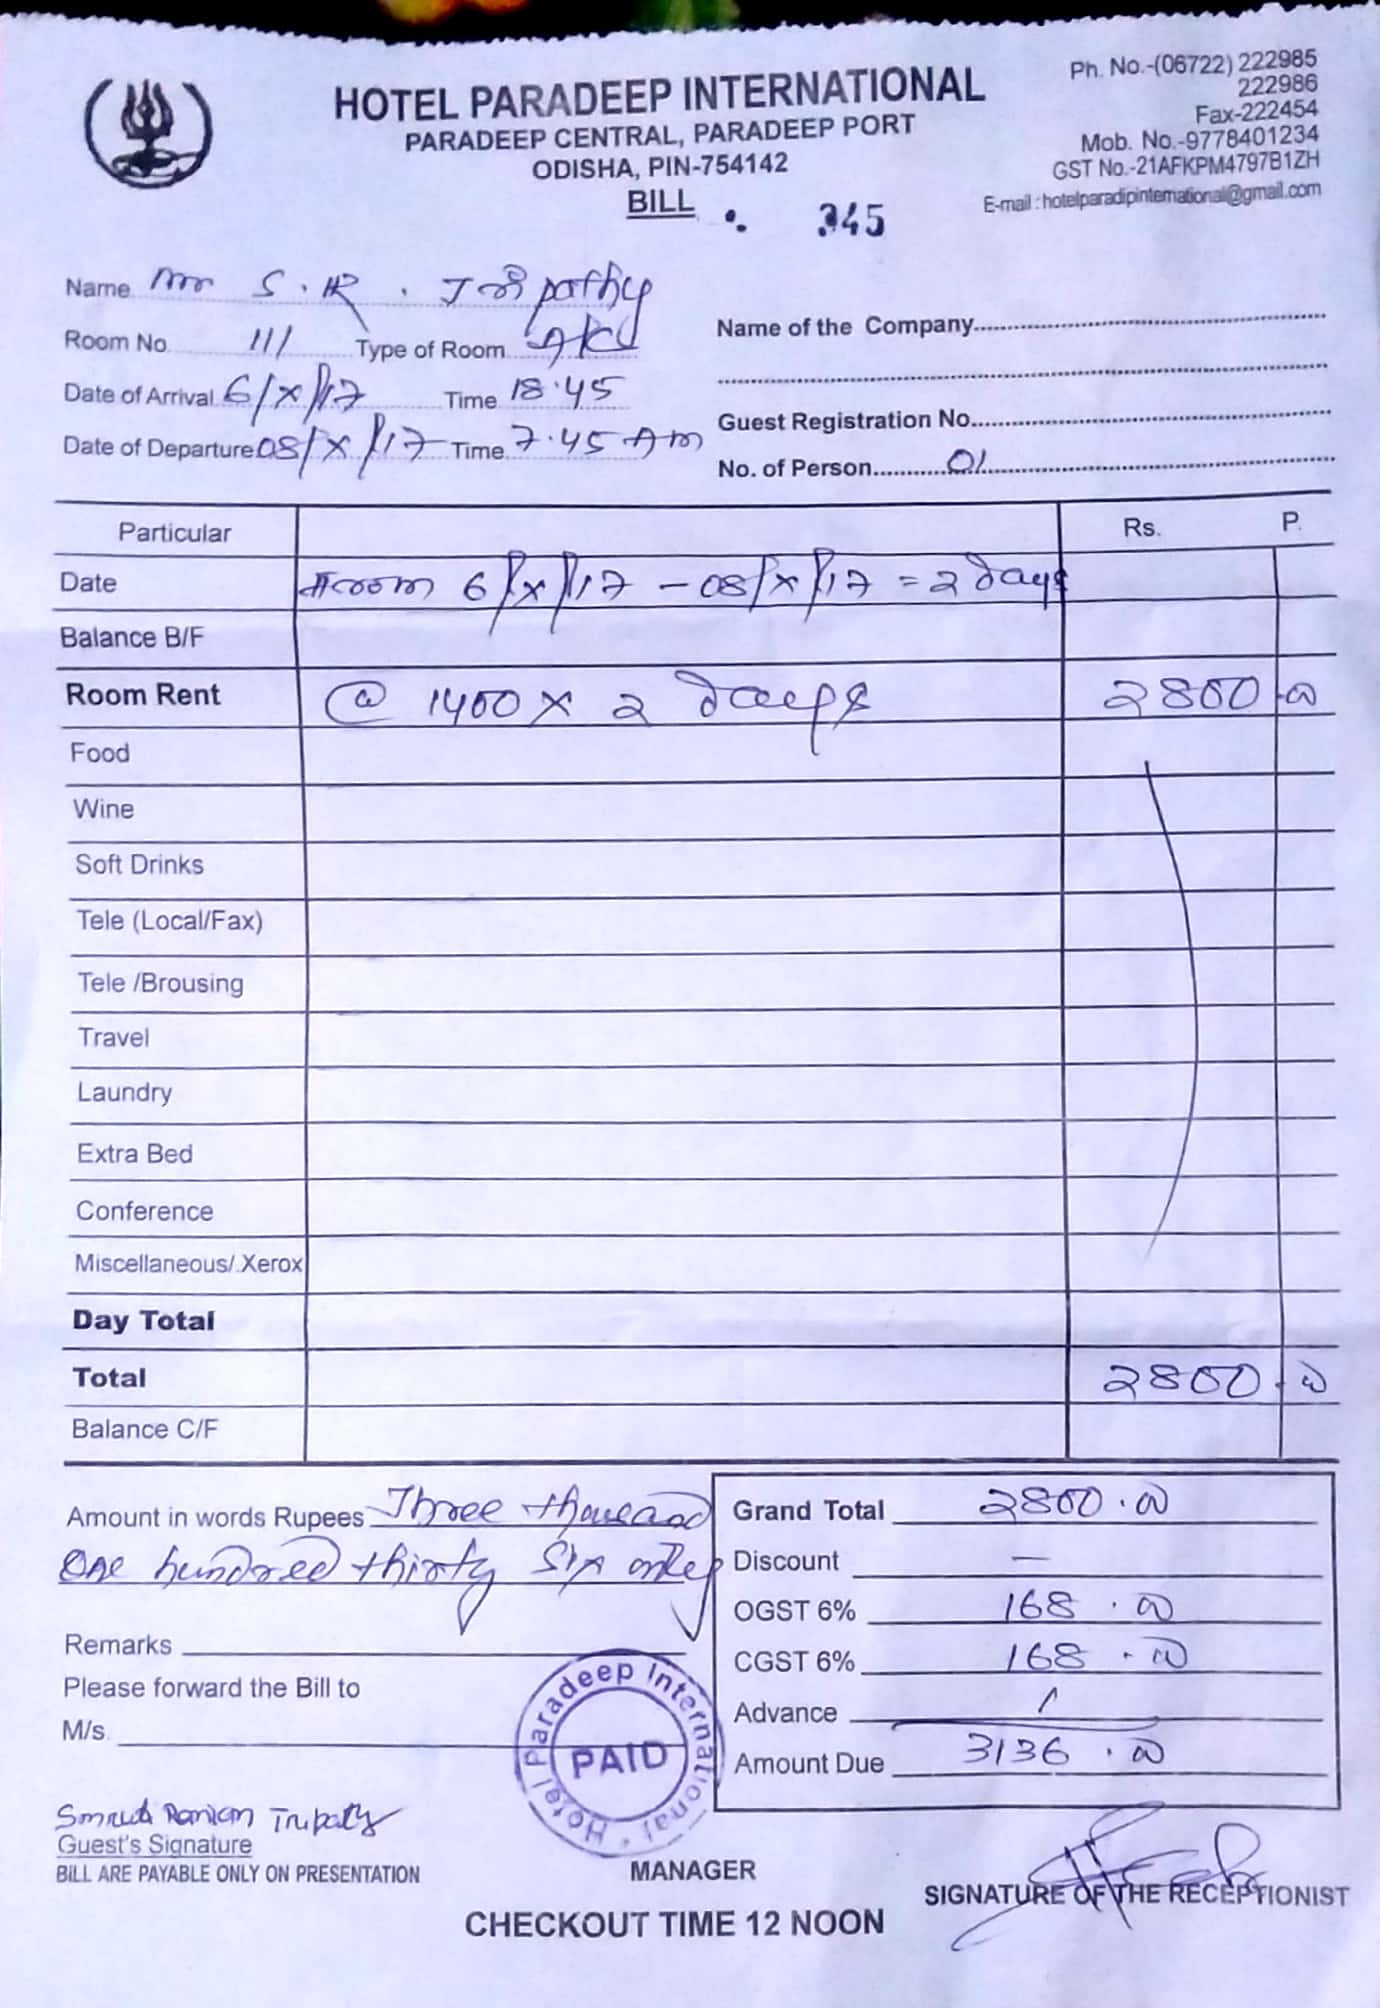 HOTEL PARADEEP INTERNATIONAL
PARADEEP CENTRAL, PARADEEP PORT
ODISHA, PIN-754142
BILL
345
Ph. No.-(06722) 222985
222986
Fax-222454
Mob. No.-9778401234
GST No.-21AFKPM4797B1ZH
E-mail : hotelparadipinternational@gmail.com
Name Mr S.R. Tripathy
Room No. 111 Type of Room
Date of Arrival 6/X/17 Time 18.45
Date of Departure 08/X/17 Time 7.45 AM
Name of the Company
Guest Registration No.
No. of Person 01
Particular Rs. P.
Date #room 6/X/17 - 08/X/17 = 2 days
Balance B/F
Room Rent @ 1400 x 2 days 2800.00
Food
Wine
Soft Drinks
Tele (Local/Fax)
Tele /Brousing
Travel
Laundry
Extra Bed
Conference
Miscellaneous/.Xerox
Day Total
Total 2800.00
Balance C/F
Amount in words Rupees Three thousand
One hundred thirty Six only
Remarks
Please forward the Bill to
M/s.
Grand Total 2800.00
Discount —
OGST 6% 168.00
CGST 6% 168.00
Advance /
Amount Due 3136.00
Hotel Paradeep International
PAID
Smruti Ranjan Tripathy
Guest's Signature
BILL ARE PAYABLE ONLY ON PRESENTATION
MANAGER
SIGNATURE OF THE RECEPTIONIST
CHECKOUT TIME 12 NOON